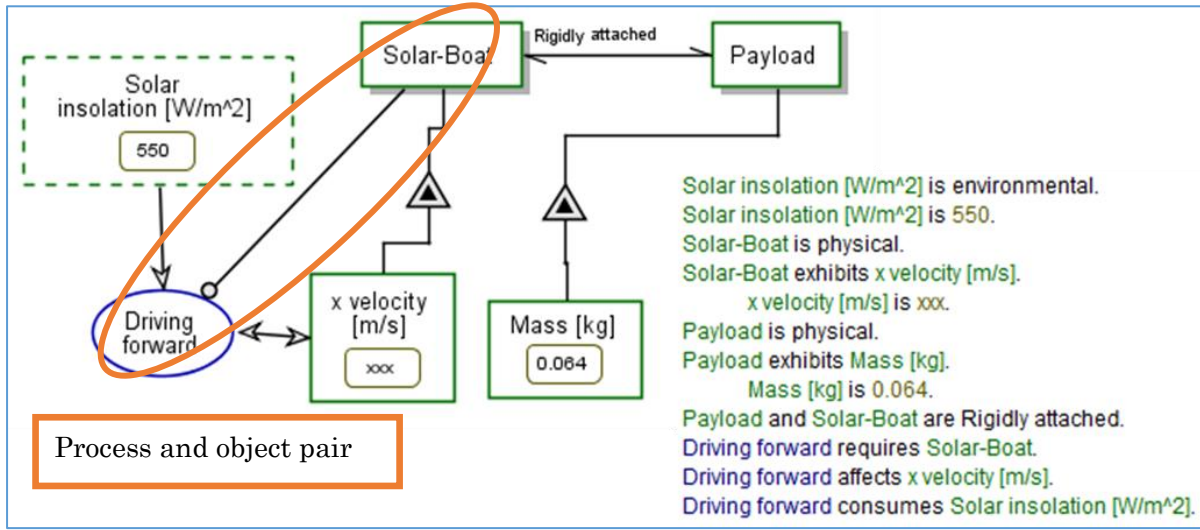 Solar
insolation [W/m^2]
550
Solar-Boat
Rigidly attached
Payload
Driving
forward
x velocity
[m/s]
xxx
Mass [kg]
0.064
Process and object pair
Solar insolation [W/m^2] is environmental.
Solar insolation [W/m^2] is 550.
Solar-Boat is physical.
Solar-Boat exhibits x velocity [m/s].
x velocity [m/s] is xxx.
Payload is physical.
Payload exhibits Mass [kg].
Mass [kg] is 0.064.
Payload and Solar-Boat are Rigidly attached.
Driving forward requires Solar-Boat.
Driving forward affects x velocity [m/s].
Driving forward consumes Solar insolation [W/m^2].